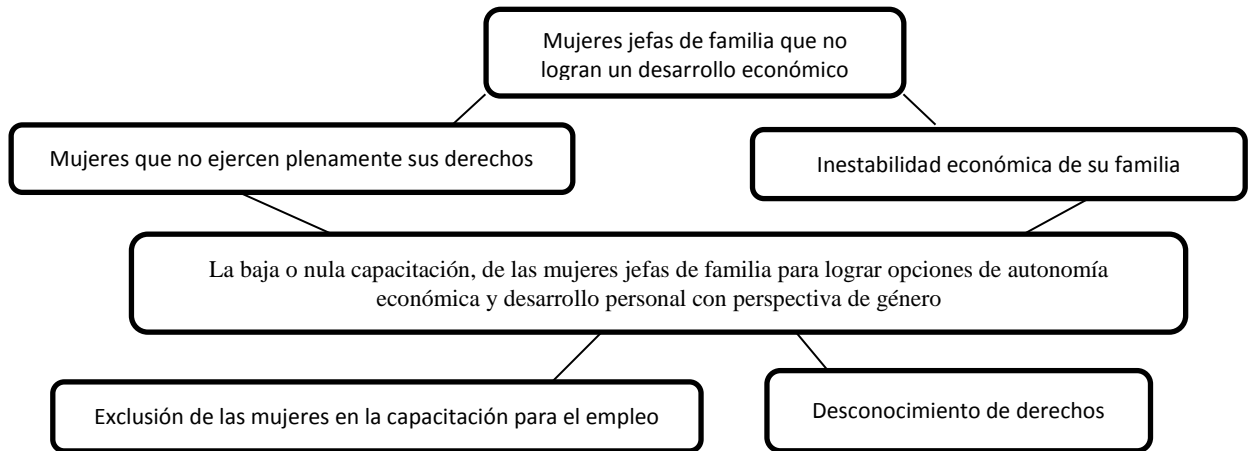 Mujeres jefas de familia que no
logran un desarrollo económico
Mujeres que no ejercen plenamente sus derechos
Inestabilidad económica de su familia
La baja o nula capacitación, de las mujeres jefas de familia para lograr opciones de autonomía
económica y desarrollo personal con perspectiva de género
Exclusión de las mujeres en la capacitación para el empleo
Desconocimiento de derechos